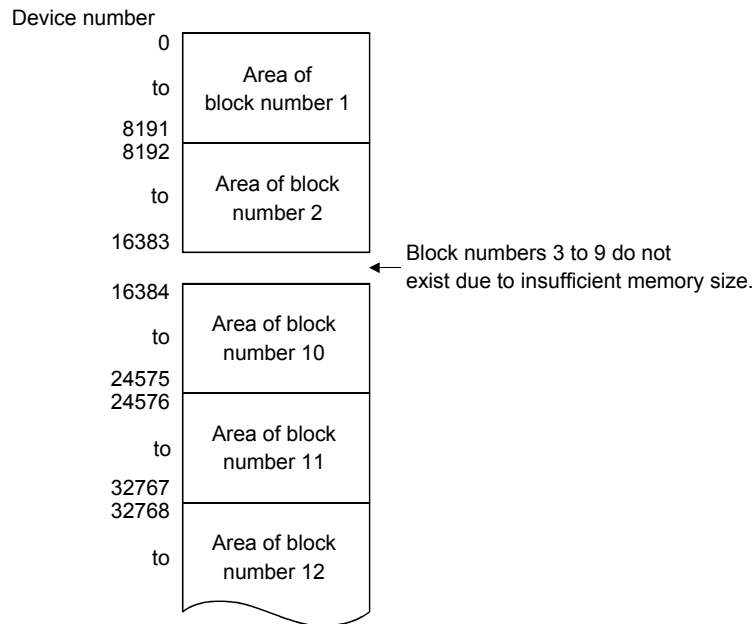 Device number
0
to
8191
Area of
block number 1
8192
to
16383
Area of block
number 2
Block numbers 3 to 9 do not
exist due to insufficient memory size.
16384
to
24575
Area of block
number 10
24576
to
32767
Area of block
number 11
32768
to
Area of block
number 12